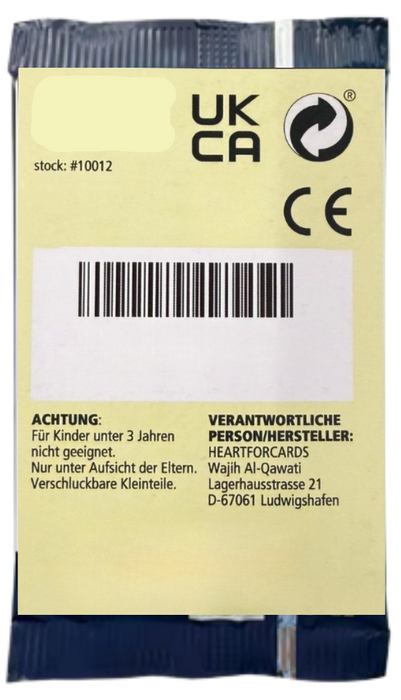 UK
CA
®
stock: #10012
CE
ACHTUNG:
Für Kinder unter 3 Jahren
nicht geeignet.
Nur unter Aufsicht der Eltern.
Verschluckbare Kleinteile.
VERANTWORTLICHE
PERSON/HERSTELLER:
HEARTFORCARDS
Wajih Al-Qawati
Lagerhausstrasse 21
D-67061 Ludwigshafen